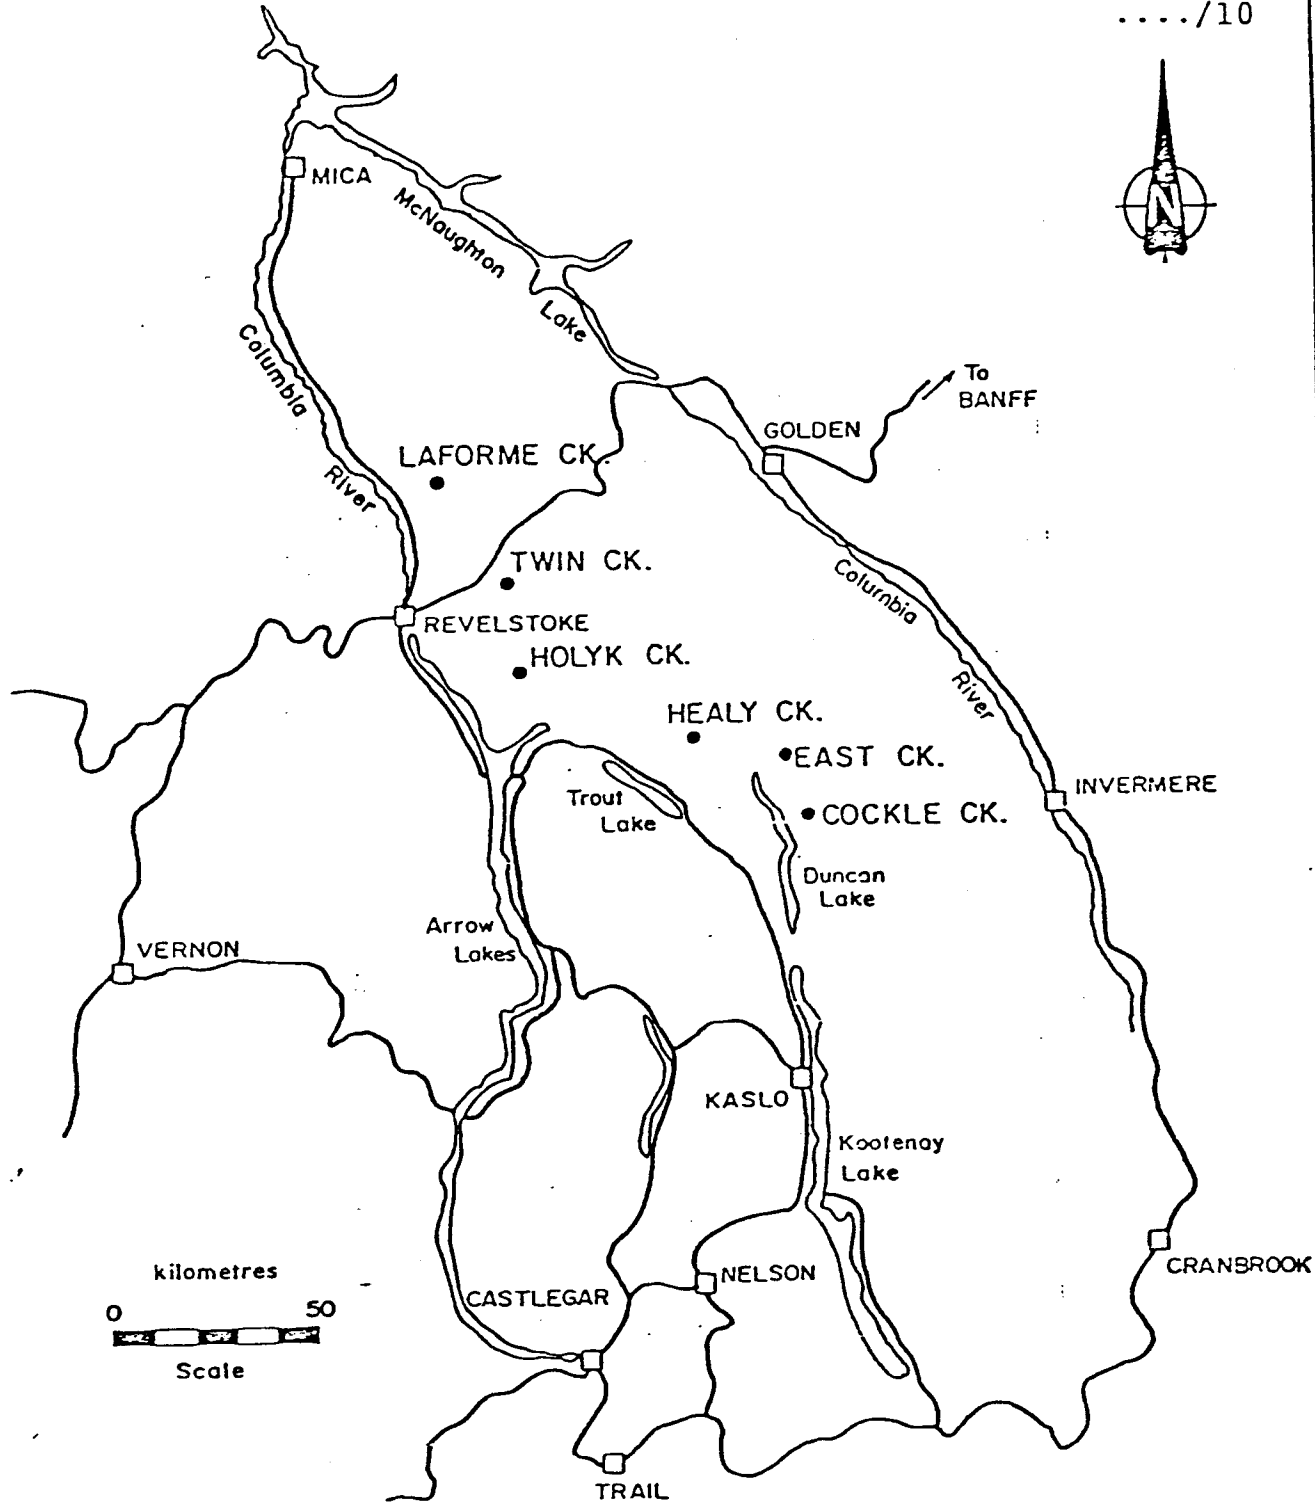 ..../10
N
MICA
McNaughton
Lake
Columbia
River
To
BANFF
GOLDEN
LAFORME CK.
TWIN CK.
Columbia
River
REVELSTOKE
HOLYK CK.
HEALY CK.
EAST CK.
INVERMERE
Trout
Lake
COCKLE CK.
Duncan
Lake
Arrow
Lakes
VERNON
KASLO
Kootenay
Lake
CRANBROOK
NELSON
CASTLEGAR
kilometres
0 50
Scale
TRAIL